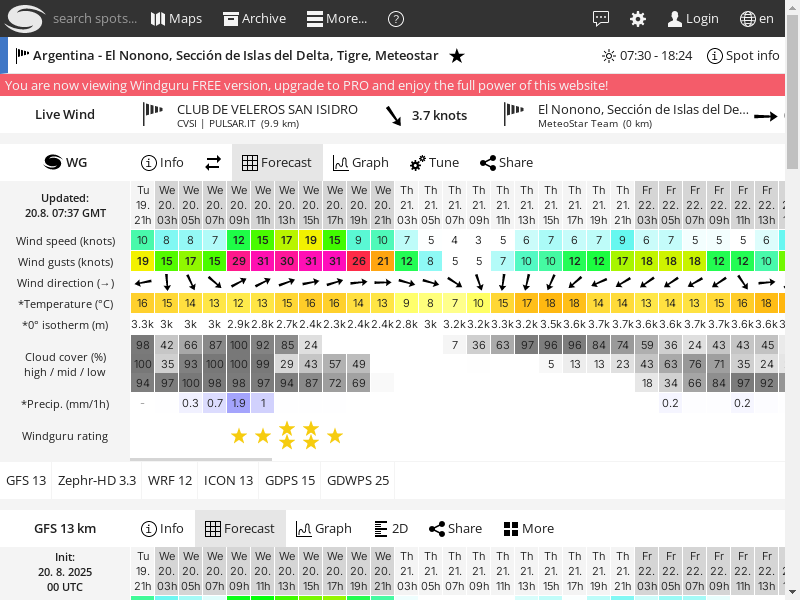 search spots... Maps Archive More... ? Login en
Argentina - El Nonono, Sección de Islas del Delta, Tigre, Meteostar 07:30 - 18:24 Spot info
You are now viewing Windguru FREE version, upgrade to PRO and enjoy the full power of this website!
Live Wind CLUB DE VELEROS SAN ISIDRO 3.7 knots El Nonono, Sección de Islas del De...
CVSI | PULSAR.IT (9.9 km) MeteoStar Team (0 km)
WG Info Forecast Graph Tune Share
Updated:
20.8. 07:37 GMT
Tu We We We We We We We We We We Th Th Th Th Th Th Th Th Th Th Fr Fr Fr Fr Fr Fr
19. 20. 20. 20. 20. 20. 20. 20. 20. 20. 20. 21. 21. 21. 21. 21. 21. 21. 21. 21. 21. 22. 22. 22. 22. 22. 22.
21h 03h 05h 07h 09h 11h 13h 15h 17h 19h 21h 03h 05h 07h 09h 11h 13h 15h 17h 19h 21h 03h 05h 07h 09h 11h 13h
Wind speed (knots) 10 8 8 7 12 15 17 19 15 9 10 7 5 4 3 5 6 7 6 7 9 6 7 5 5 5 6
Wind gusts (knots) 19 15 17 15 29 31 30 31 31 26 21 12 8 5 5 7 10 10 12 12 17 18 18 18 12 12 10
Wind direction (→)
*Temperature (°C) 16 15 14 13 12 13 15 16 16 14 13 9 8 7 10 15 17 18 18 14 14 13 14 13 15 16 18
*0° isotherm (m) 3.3k 3k 3k 3k 2.9k 2.8k 2.7k 2.4k 2.3k 2.4k 2.4k 2.8k 3k 3.2k 3.2k 3.3k 3.2k 3.5k 3.6k 3.7k 3.7k 3.6k 3.6k 3.7k 3.6k 3.6k
Cloud cover (%)
high / mid / low
98 42 66 87 100 92 85 24 7 36 63 97 96 96 84 74 59 36 24 43 43 45
100 35 93 100 100 99 29 43 57 49 5 13 13 23 43 63 76 71 35 24
94 97 100 98 98 97 94 87 72 69 18 34 66 84 97 92
*Precip. (mm/1h) - 0.3 0.7 1.9 1 0.2 0.2
Windguru rating
GFS 13 Zephr-HD 3.3 WRF 12 ICON 13 GDPS 15 GDWPS 25
GFS 13 km Info Forecast Graph 2D Share More
Init:
20. 8. 2025
00 UTC
Tu We We We We We We We We We We Th Th Th Th Th Th Th Th Th Th Fr Fr Fr Fr Fr Fr
19. 20. 20. 20. 20. 20. 20. 20. 20. 20. 20. 21. 21. 21. 21. 21. 21. 21. 21. 21. 21. 22. 22. 22. 22. 22. 22.
21h 03h 05h 07h 09h 11h 13h 15h 17h 19h 21h 03h 05h 07h 09h 11h 13h 15h 17h 19h 21h 03h 05h 07h 09h 11h 13h